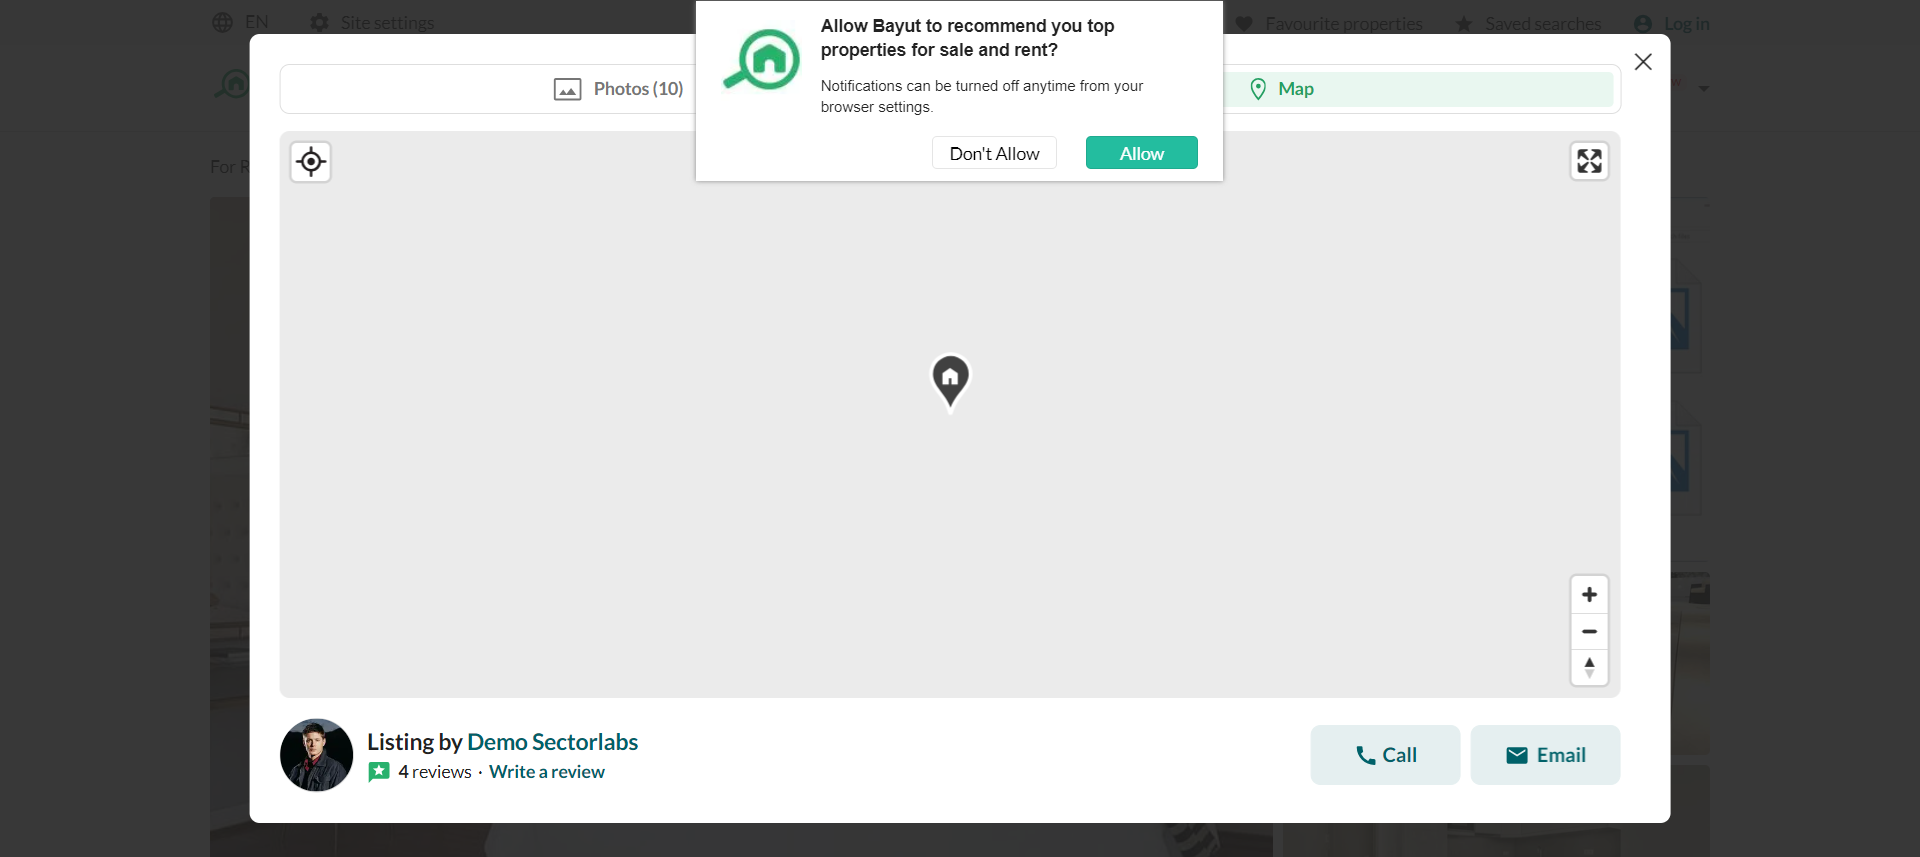 EN
Site settings
Favourite properties
Saved searches
Log in
Allow Bayut to recommend you top
properties for sale and rent?
Notifications can be turned off anytime from your
browser settings.
Don't Allow
Allow
Photos (10)
Map
For R
Listing by Demo Sectorlabs
4 reviews · Write a review
Call
Email